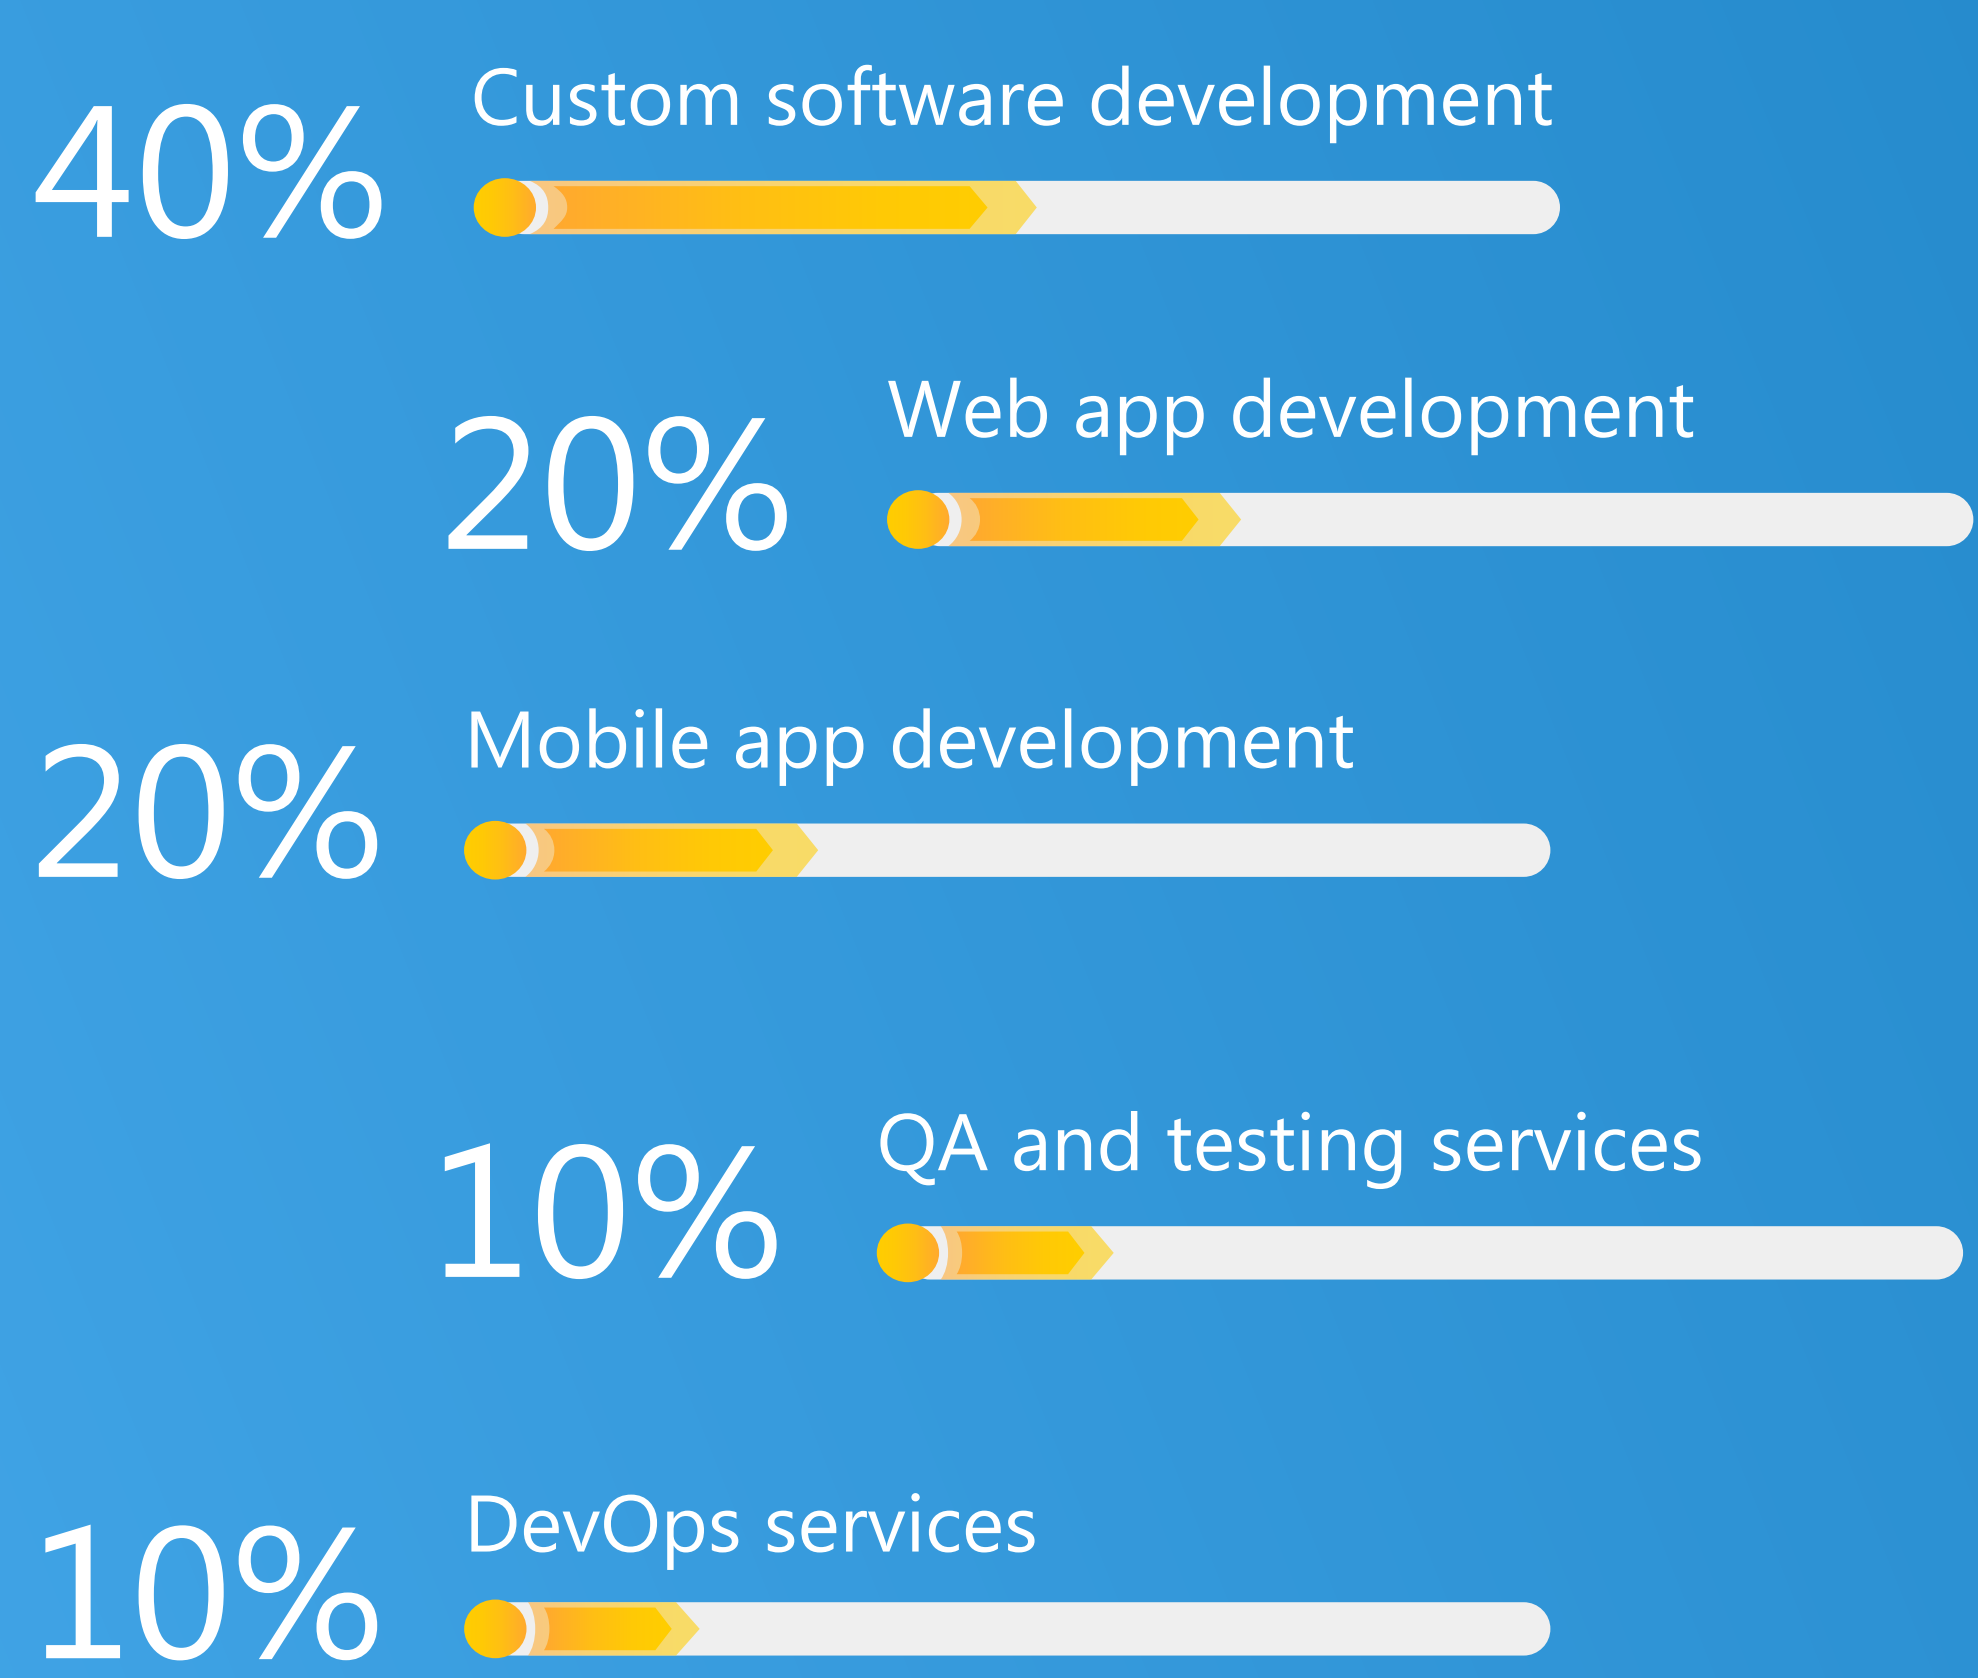 40%
Custom software development
20%
Web app development
20%
Mobile app development
10%
QA and testing services
10%
DevOps services